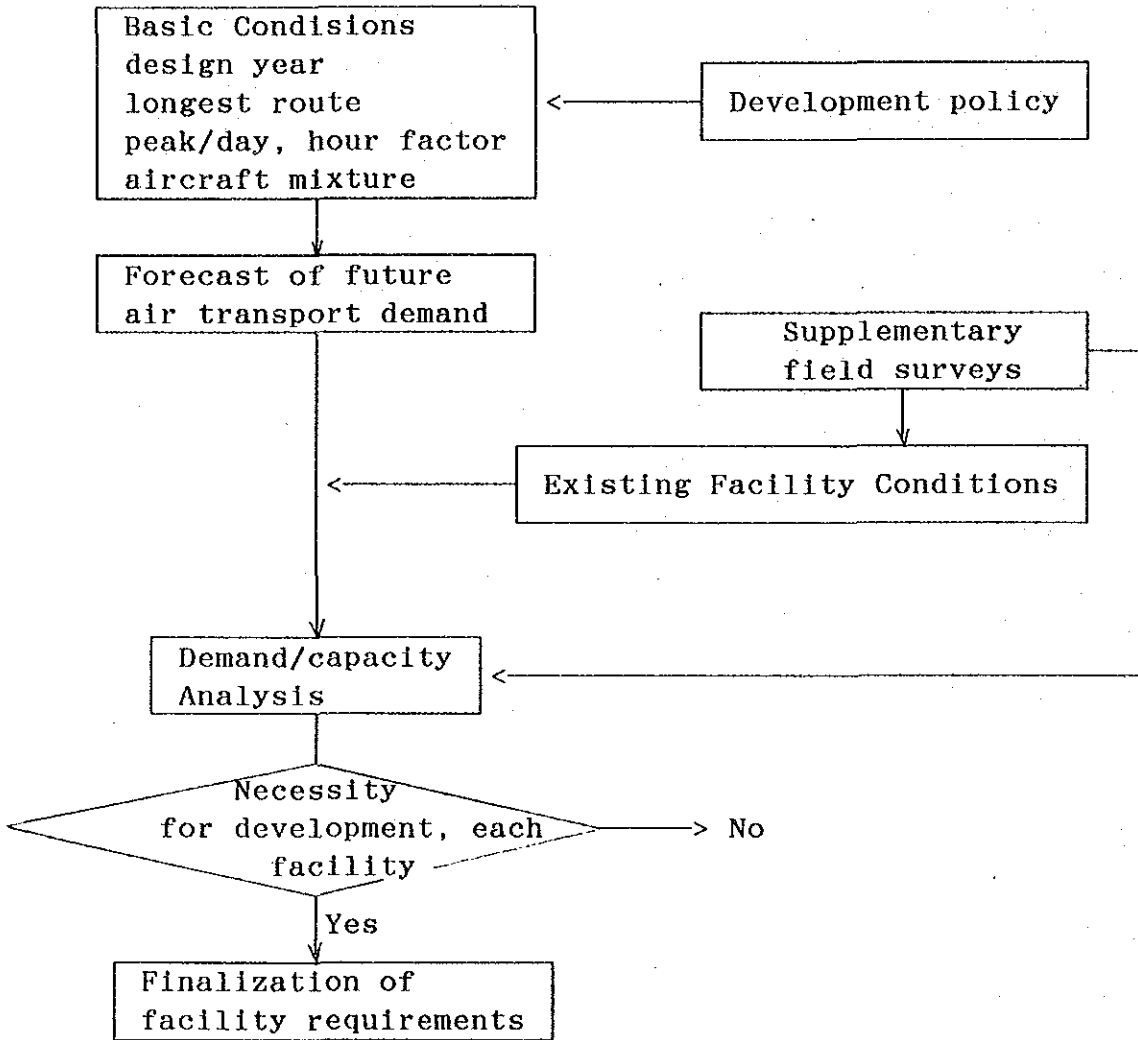 Basic Condisions
design year
longest route
peak/day, hour factor
aircraft mixture
Development policy
Forecast of future
air transport demand
Supplementary
field surveys
Existing Facility Conditions
Demand/capacity
Analysis
Necessity
for development, each
facility
No
Yes
Finalization of
facility requirements